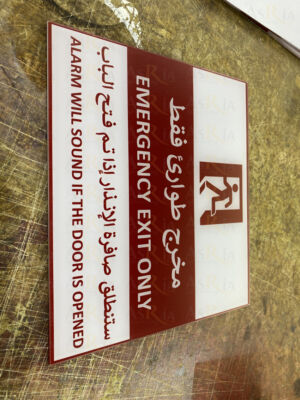 مخرج طوارئ فقط
EMERGENCY EXIT ONLY
ستنطلق صافرة الإنذار إذا تم فتح الباب
ALARM WILL SOUND IF THE DOOR IS OPENED